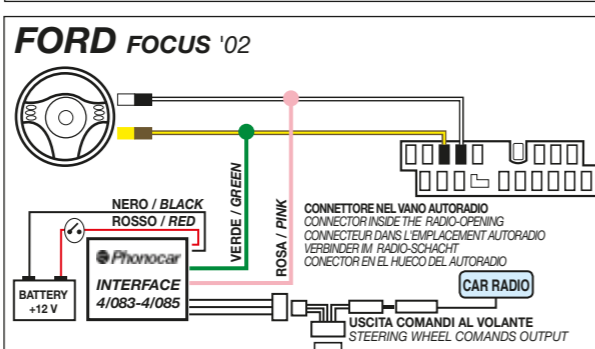 FORD FOCUS '02
NERO / BLACK
ROSSO / RED
VERDE / GREEN
ROSA / PINK
Phonocar
INTERFACE
4/083-4/085
BATTERY
+12 V
CONNETTORE NEL VANO AUTORADIO
CONNECTOR INSIDE THE RADIO-OPENING
CONNECTEUR DANS L'EMPLACEMENT AUTORADIO
VERBINDER IM RADIO-SCHACHT
CONECTOR EN EL HUECO DEL AUTORADIO
CAR RADIO
USCITA COMANDI AL VOLANTE
STEERING WHEEL COMANDS OUTPUT